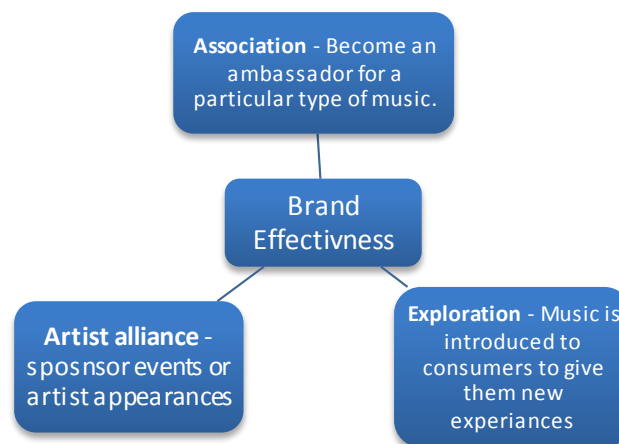 Association - Become an
ambassador for a
particular type of music.
Brand
Effectivness
Artist alliance -
sposnsor events or
artist appearances
Exploration - Music is
introduced to
consumers to give
them new
experiances